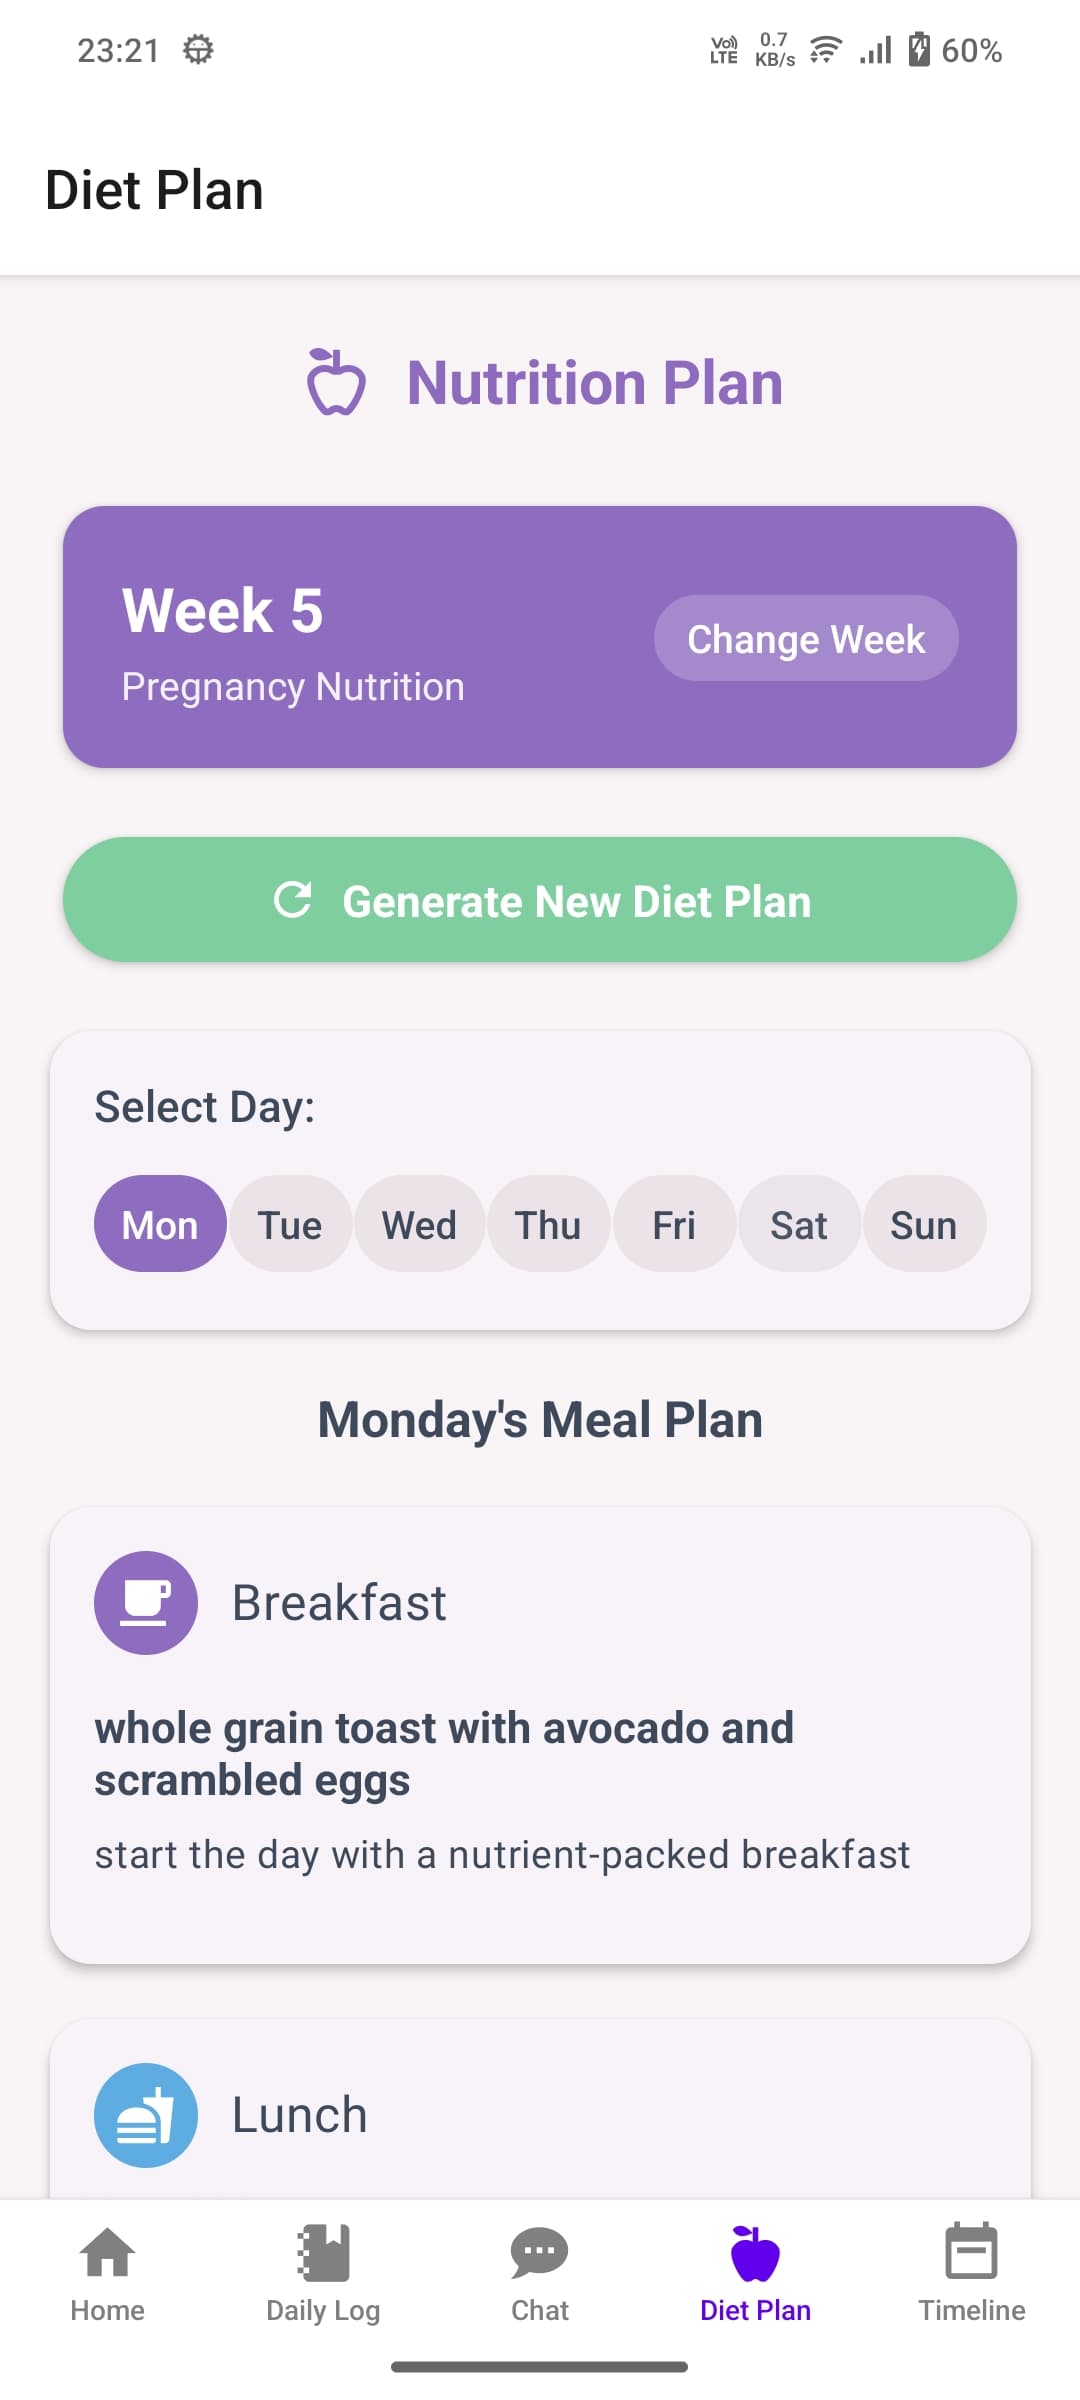 23:21
Vo)) LTE 0.7 KB/s 60%
Diet Plan
Nutrition Plan
Week 5
Pregnancy Nutrition
Change Week
Generate New Diet Plan
Select Day:
Mon Tue Wed Thu Fri Sat Sun
Monday's Meal Plan
Breakfast
whole grain toast with avocado and
scrambled eggs
start the day with a nutrient-packed breakfast
Lunch
Home Daily Log Chat Diet Plan Timeline